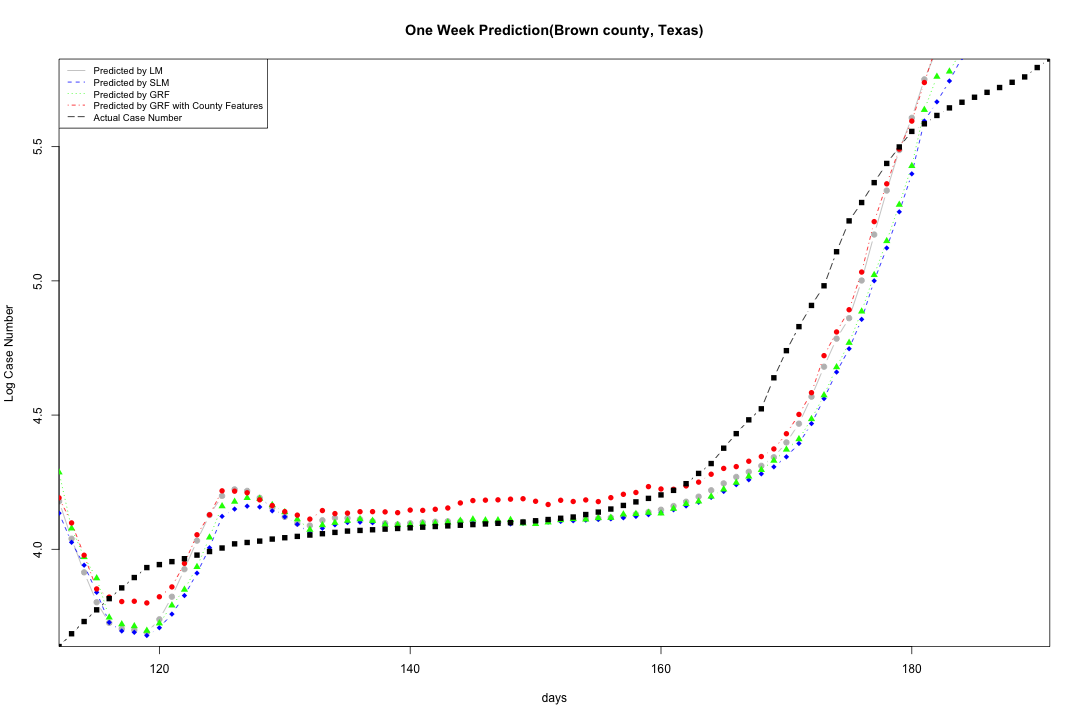 One Week Prediction(Brown county, Texas)
Predicted by LM
Predicted by SLM
Predicted by GRF
Predicted by GRF with County Features
Actual Case Number
5.5
5.0
4.5
4.0
Log Case Number
120
140
160
180
days